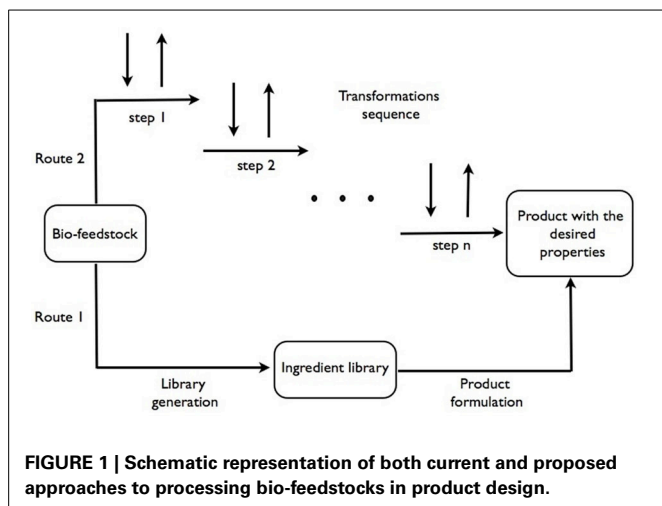 step 1
Transformations
sequence
step 2
Route 2
. . .
step n
Bio-feedstock
Product with the
desired
properties
Route 1
Ingredient library
Library
generation
Product
formulation
FIGURE 1 | Schematic representation of both current and proposed
approaches to processing bio-feedstocks in product design.